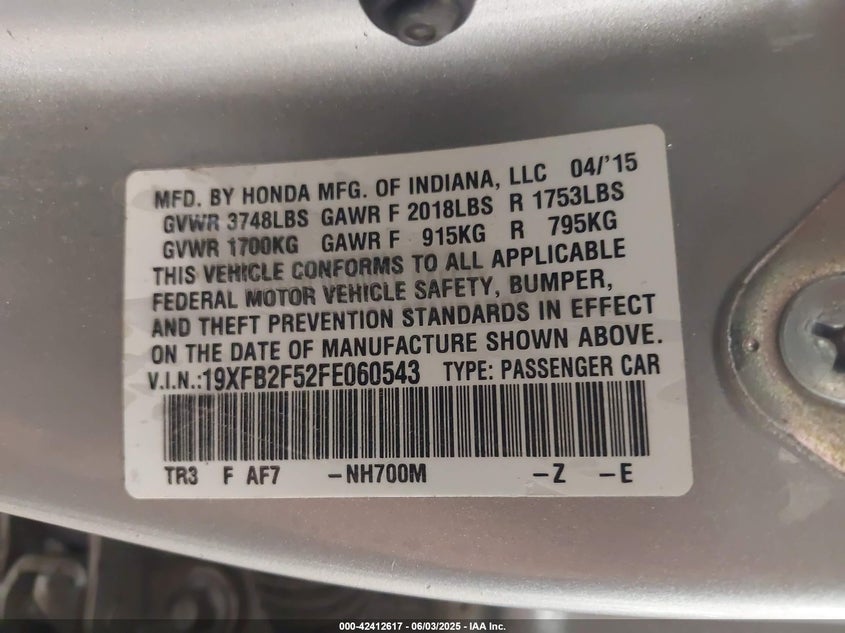 MFD. BY HONDA MFG. OF INDIANA, LLC 04/'15
GVWR 3748LBS GAWR F 2018LBS R 1753LBS
GVWR 1700KG GAWR F 915KG R 795KG
THIS VEHICLE CONFORMS TO ALL APPLICABLE
FEDERAL MOTOR VEHICLE SAFETY, BUMPER,
AND THEFT PREVENTION STANDARDS IN EFFECT
ON THE DATE OF MANUFACTURE SHOWN ABOVE.
V.I.N.:19XFB2F52FE060543 TYPE: PASSENGER CAR
TR3 F AF7 -NH700M -Z -E
000-42412617 - 06/03/2025 - IAA Inc.